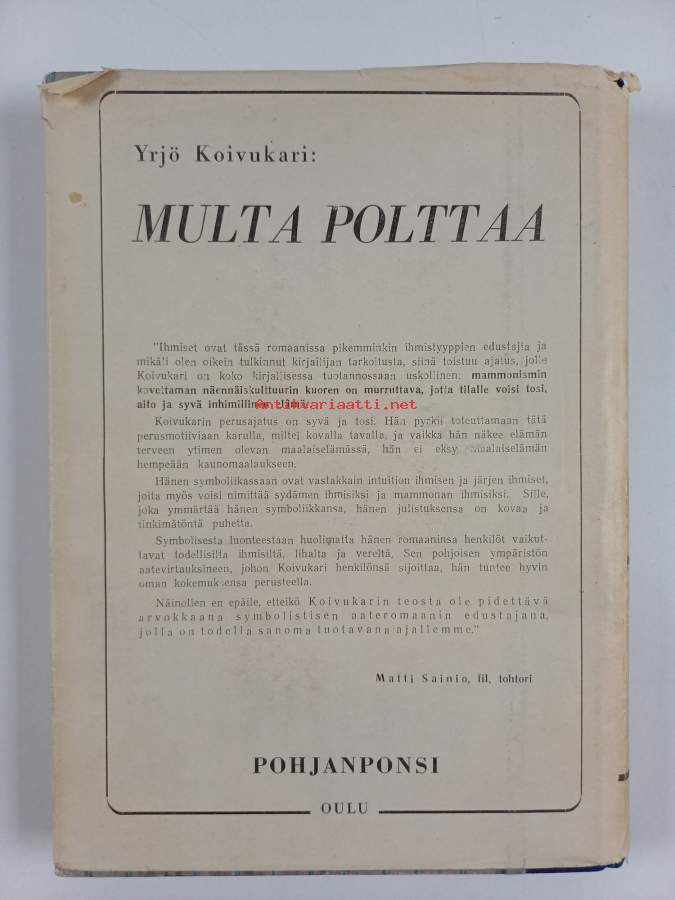 Yrjö Koivukari:
MULTA POLTTAA
"Ihmiset ovat tässä romaanissa pikemminkin ihmistyyppien edustajia ja
mikäli olen oikein tulkinnut kirjailijan tarkoitusta, siinä toistuu ajatus, jolle
Koivukari on koko kirjallisessa tuotannossaan uskollinen: mammonismin
kovettaman näennäiskulttuurin kuoren on murruttava, jotta tilalle voisi tosi,
aito ja syvä inhimillinen elämä.
antinvariaatti.net
Koivukarin perusajatus on syvä ja tosi. Hän pyrkii toteuttamaan tätä
perusmotiiviaan karulla, miltei kovalla tavalla, ja vaikka hän näkee elämän
terveen ytimen olevan maalaiselämässä, hän ei eksy maalaiselämän
hempeään kaunomaalaukseen.
Hänen symboliikassaan ovat vastakkain intuition ihmisen ja järjen ihmiset,
joita myös voisi nimittää sydämen ihmisiksi ja mammonan ihmisiksi. Sille,
joka ymmärtää hänen symboliikkansa, hänen julistuksensa on kovaa ja
tinkimätöntä puhetta.
Symbolisesta luonteestaan huolimatta hänen romaaninsa henkilöt vaikut-
tavat todellisilta ihmisiltä, lihalta ja vereltä. Sen pohjoisen ympäristön
aatevirtaukseineen, johon Koivukari henkilönsä sijoittaa, hän tuntee hyvin
oman kokemuksensa perusteella.
Näinollen en epäile, etteikö Koivukarin teosta ole pidettävä
arvokkaana symbolistisen aateromaanin edustajana,
jolla on todella sanoma tuotavana ajallemme."
Matti Sainio, fil. tohtori
POHJANPONSI
OULU